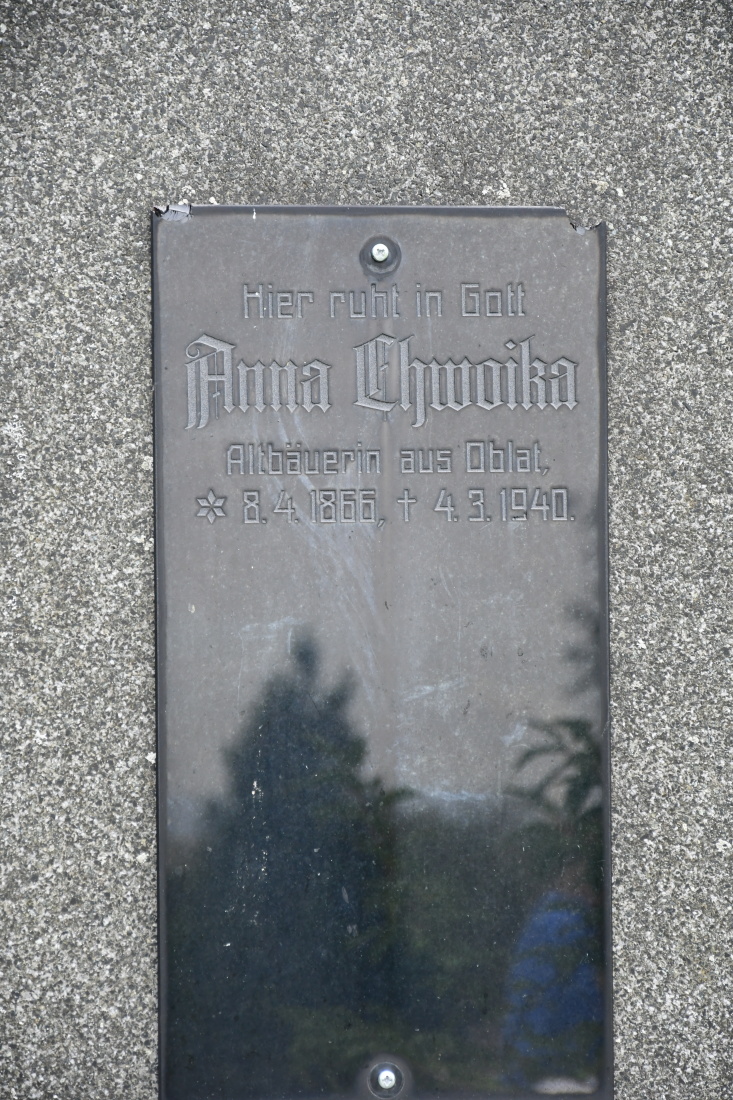 Hier ruht in Gott
Anna Chwoika
Altbäuerin aus Oblat,
* 8.4.1866, † 4.3.1940.